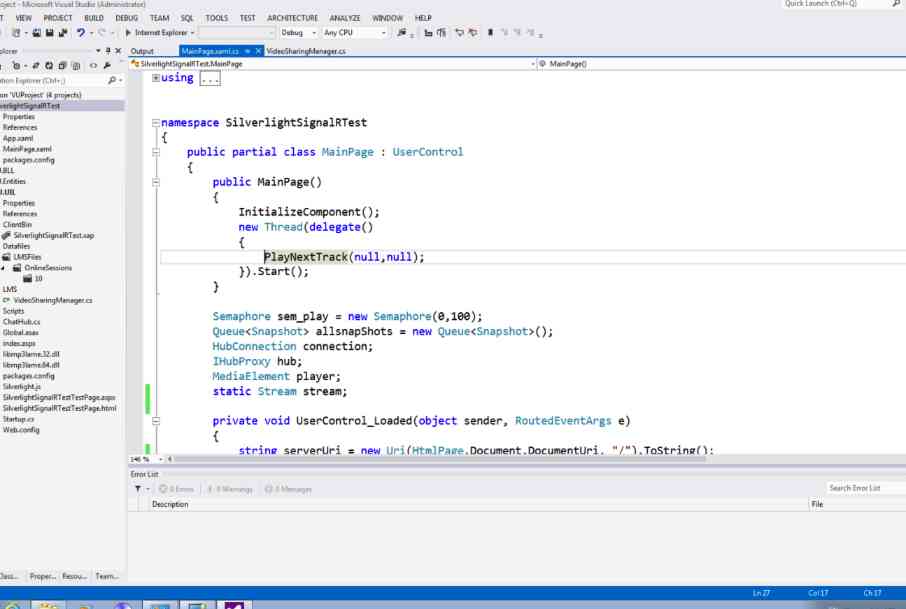 oject - Microsoft Visual Studio (Administrator)
Quick Launch (Ctrl+Q)
T VIEW PROJECT BUILD DEBUG TEAM SQL TOOLS TEST ARCHITECTURE ANALYZE WINDOW HELP
Internet Explorer Debug Any CPU
plorer
Output MainPage.xaml.cs VideoSharingManager.cs
SilverlightSignalRTest.MainPage MainPage()
ution Explorer (Ctrl+;)
on 'VUProject' (4 projects)
verlightSignalRTest
Properties
References
App.xaml
MainPage.xaml
packages.config
.BLL
.Entities
.UBL
Properties
References
ClientBin
SilverlightSignalRTest.xap
Datafiles
LMSFiles
OnlineSessions
10
LMS
VideoSharingManager.cs
Scripts
ChatHub.cs
Global.asax
index.aspx
libmp3lame.32.dll
libmp3lame.64.dll
packages.config
Silverlight.js
SilverlightSignalRTestTestPage.aspx
SilverlightSignalRTestTestPage.html
Startup.cs
Web.config
using ...
namespace SilverlightSignalRTest
{
public partial class MainPage : UserControl
{
public MainPage()
{
InitializeComponent();
new Thread(delegate()
{
PlayNextTrack(null,null);
}).Start();
}
Semaphore sem_play = new Semaphore(0,100);
Queue<Snapshot> allsnapShots = new Queue<Snapshot>();
HubConnection connection;
IHubProxy hub;
MediaElement player;
static Stream stream;
private void UserControl_Loaded(object sender, RoutedEventArgs e)
{
string serverUri = new Uri(HtmlPage.Document.DocumentUri, "/").ToString();
146 %
Error List
0 Errors 0 Warnings 0 Messages
Search Error List
Description File
Class... Proper... Resou... Team...
Ln 27 Col 17 Ch 17